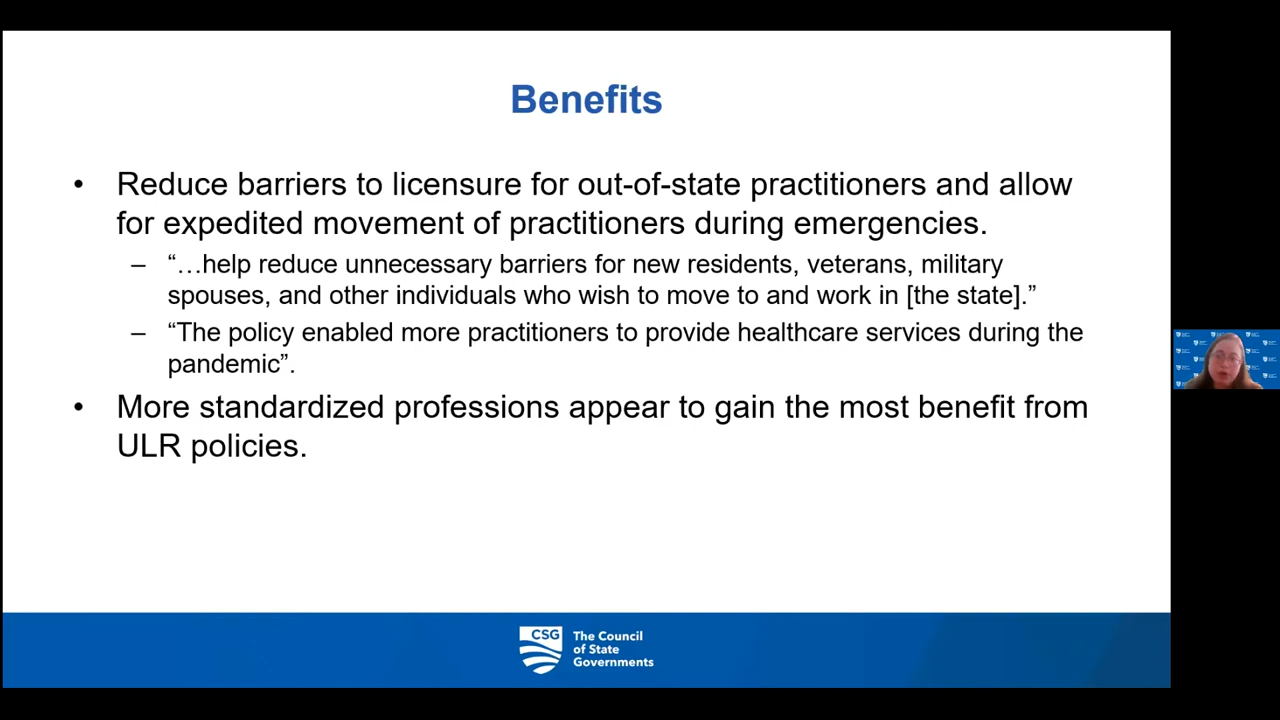 Benefits
• Reduce barriers to licensure for out-of-state practitioners and allow
for expedited movement of practitioners during emergencies.
– “…help reduce unnecessary barriers for new residents, veterans, military
spouses, and other individuals who wish to move to and work in [the state].”
– “The policy enabled more practitioners to provide healthcare services during the
pandemic”.
• More standardized professions appear to gain the most benefit from
ULR policies.
CSG
The Council
of State
Governments